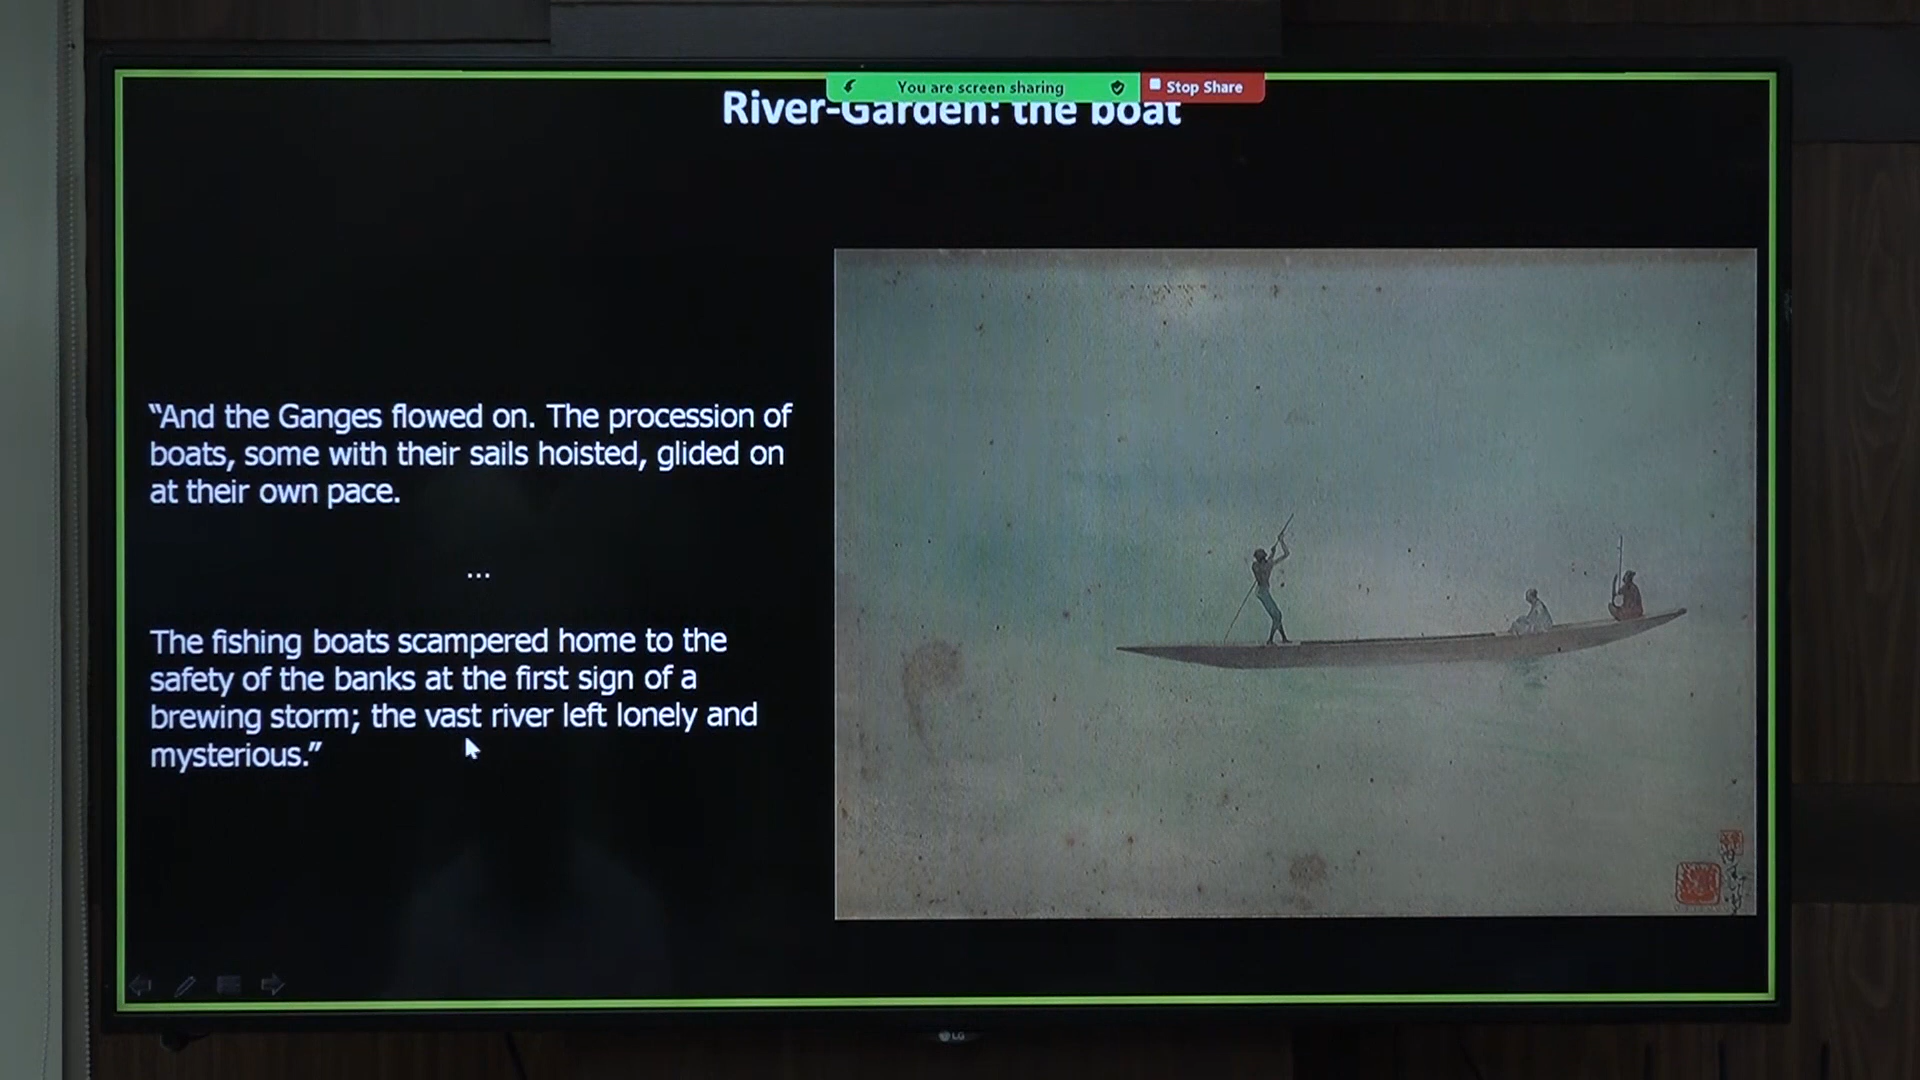 You are screen sharing
Stop Share
River-Garden: the boat
“And the Ganges flowed on. The procession of
boats, some with their sails hoisted, glided on
at their own pace.
...
The fishing boats scampered home to the
safety of the banks at the first sign of a
brewing storm; the vast river left lonely and
mysterious.”
LG